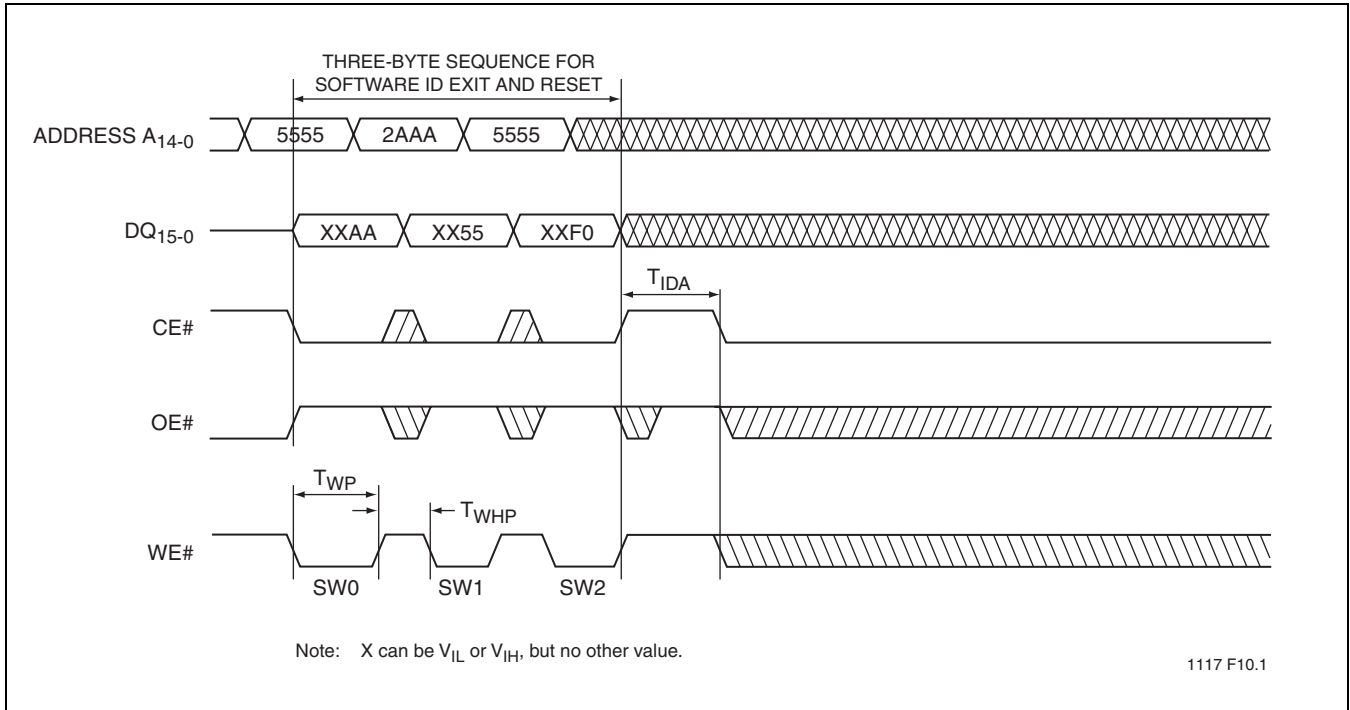 THREE-BYTE SEQUENCE FOR
SOFTWARE ID EXIT AND RESET
ADDRESS A14-0
5555 2AAA 5555
DQ15-0
XXAA XX55 XXF0
TIDA
CE#
OE#
TWP
TWHP
WE#
SW0 SW1 SW2
Note: X can be VIL or VIH, but no other value.
1117 F10.1